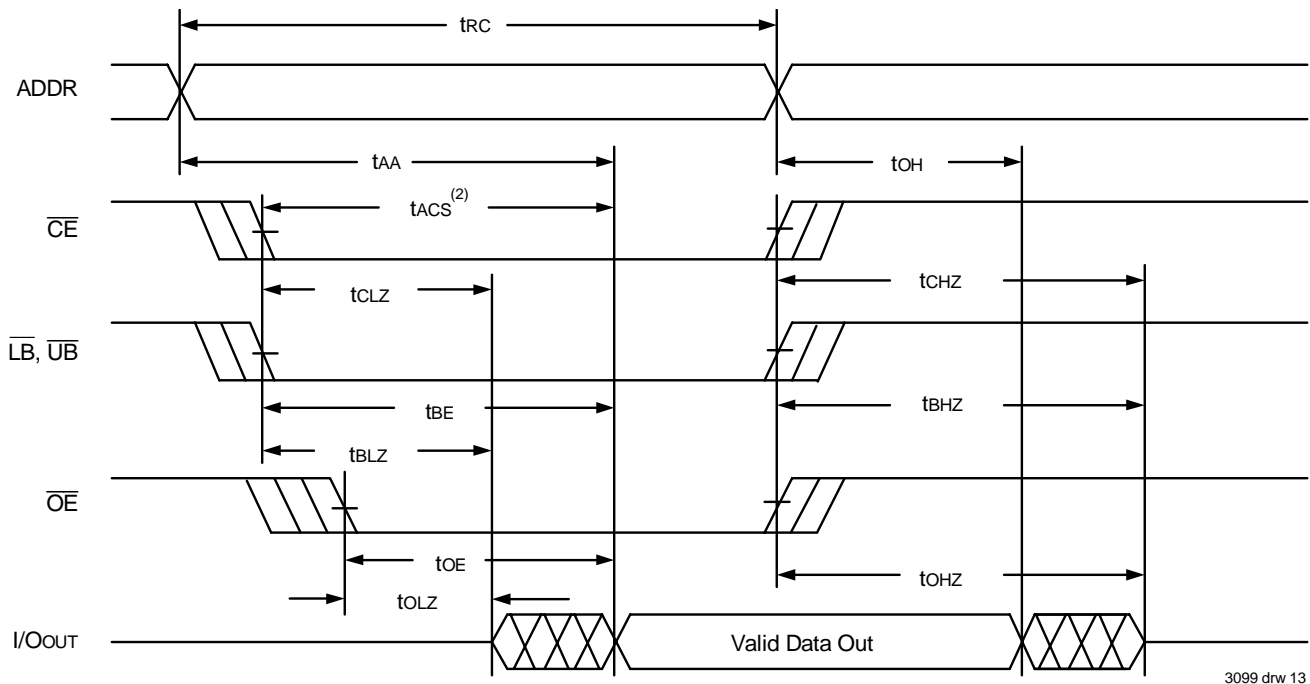 tRC
ADDR
tAA
tOH
tACS(2)
CE
tCLZ
tCHZ
LB, UB
tBE
tBHZ
tBLZ
OE
tOE
tOHZ
tOLZ
I/OOUT
Valid Data Out
3099 drw 13